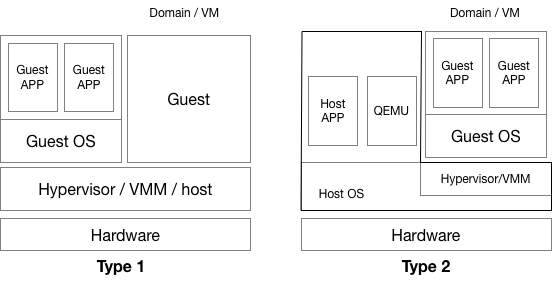 Domain / VM
Guest
APP
Guest
APP
Guest
Guest OS
Hypervisor / VMM / host
Hardware
Type 1
Domain / VM
Host
APP
QEMU
Guest
APP
Guest
APP
Guest OS
Hypervisor/VMM
Host OS
Hardware
Type 2